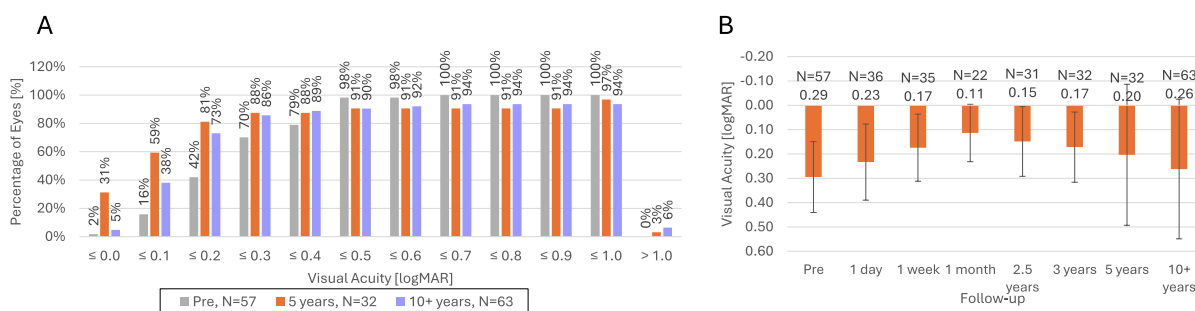 A
120%
100%
80%
60%
40%
20%
0%
Percentage of Eyes [%]
2% 31% 5%
16% 59% 38%
42% 81% 73%
70% 88% 86%
79% 88% 89%
98% 91% 90%
98% 91% 92%
100% 91% 94%
100% 91% 94%
100% 91% 94%
100% 97% 94%
0% 3% 6%
≤ 0.0 ≤ 0.1 ≤ 0.2 ≤ 0.3 ≤ 0.4 ≤ 0.5 ≤ 0.6 ≤ 0.7 ≤ 0.8 ≤ 0.9 ≤ 1.0 > 1.0
Visual Acuity [logMAR]
Pre, N=57 5 years, N=32 10+ years, N=63
B
-0.20
-0.10
0.00
0.10
0.20
0.30
0.40
0.50
0.60
Visual Acuity [logMAR]
N=57 N=36 N=35 N=22 N=31 N=32 N=32 N=63
0.29 0.23 0.17 0.11 0.15 0.17 0.20 0.26
Pre 1 day 1 week 1 month 2.5 3 years 5 years 10+
years years
Follow-up